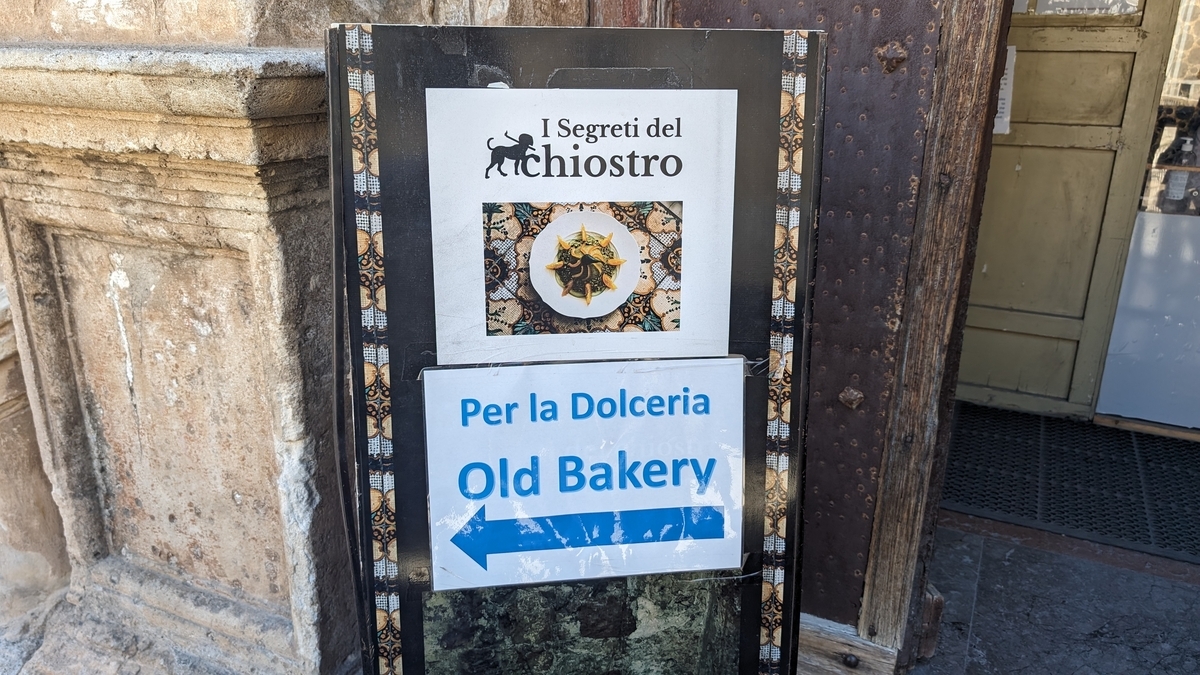 I Segreti del
chiostro
Per la Dolceria
Old Bakery